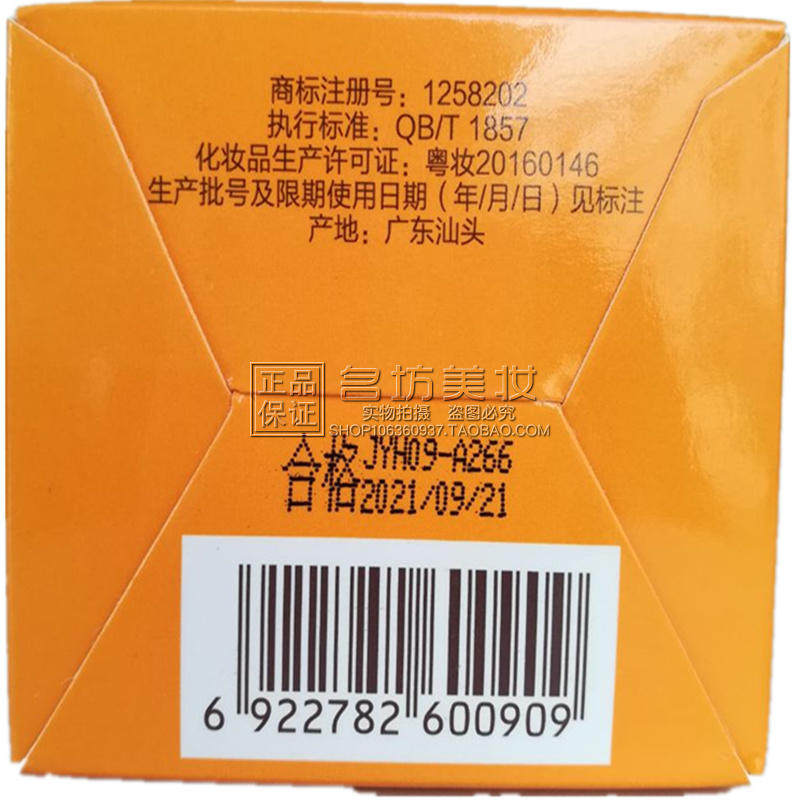 商标注册号：1258202
执行标准：QB/T 1857
化妆品生产许可证：粤妆20160146
生产批号及限期使用日期（年/月/日）见标注
产地：广东汕头
正品保证
名坊美妆
实物拍摄 盗图必究
SHOP106360937.TAOBAO.COM
合格 JYH09-A266
合格 2021/09/21
6 922782 600909